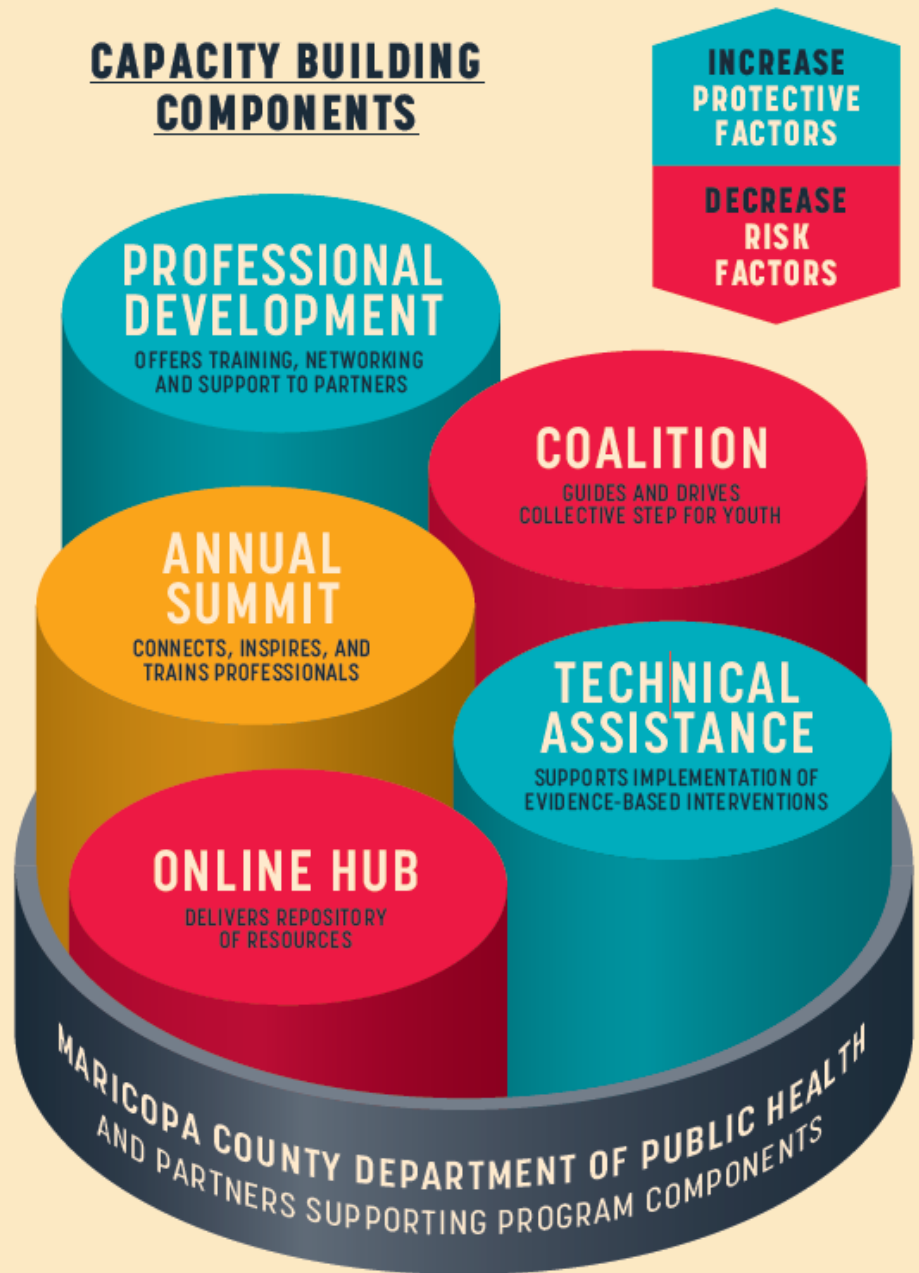 CAPACITY BUILDING
COMPONENTS
INCREASE
PROTECTIVE
FACTORS
DECREASE
RISK
FACTORS
PROFESSIONAL
DEVELOPMENT
OFFERS TRAINING, NETWORKING
AND SUPPORT TO PARTNERS
COALITION
GUIDES AND DRIVES
COLLECTIVE STEP FOR YOUTH
ANNUAL
SUMMIT
CONNECTS, INSPIRES, AND
TRAINS PROFESSIONALS
TECHNICAL
ASSISTANCE
SUPPORTS IMPLEMENTATION OF
EVIDENCE-BASED INTERVENTIONS
ONLINE HUB
DELIVERS REPOSITORY
OF RESOURCES
MARICOPA COUNTY DEPARTMENT OF PUBLIC HEALTH
AND PARTNERS SUPPORTING PROGRAM COMPONENTS